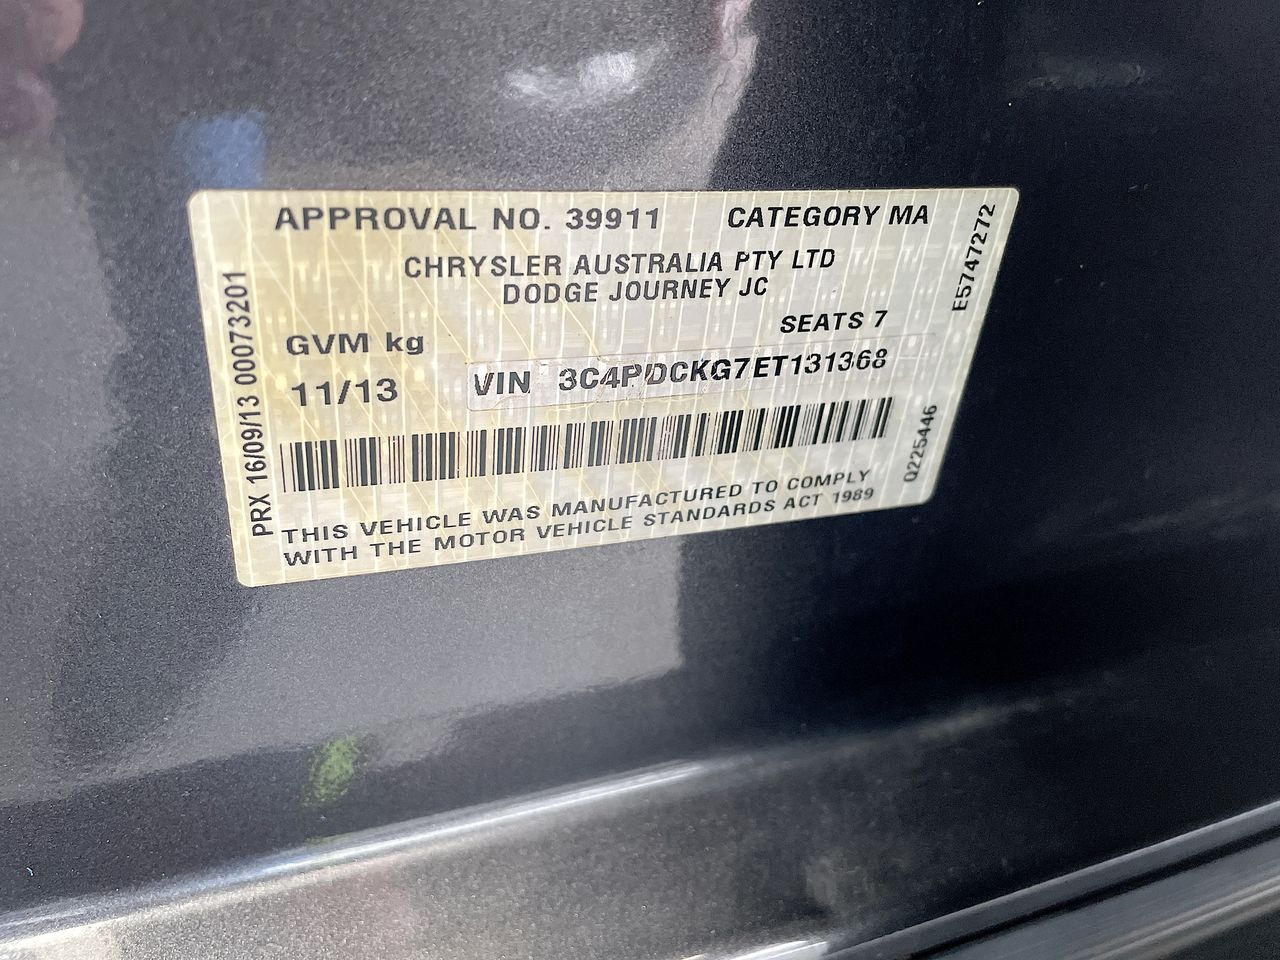 APPROVAL NO. 39911 CATEGORY MA
CHRYSLER AUSTRALIA PTY LTD
DODGE JOURNEY JC
SEATS 7
GVM kg
11/13
VIN 3C4PDCKG7ET131368
THIS VEHICLE WAS MANUFACTURED TO COMPLY
WITH THE MOTOR VEHICLE STANDARDS ACT 1989
PRX 16/09/13 00073201
E5747272
Q225446